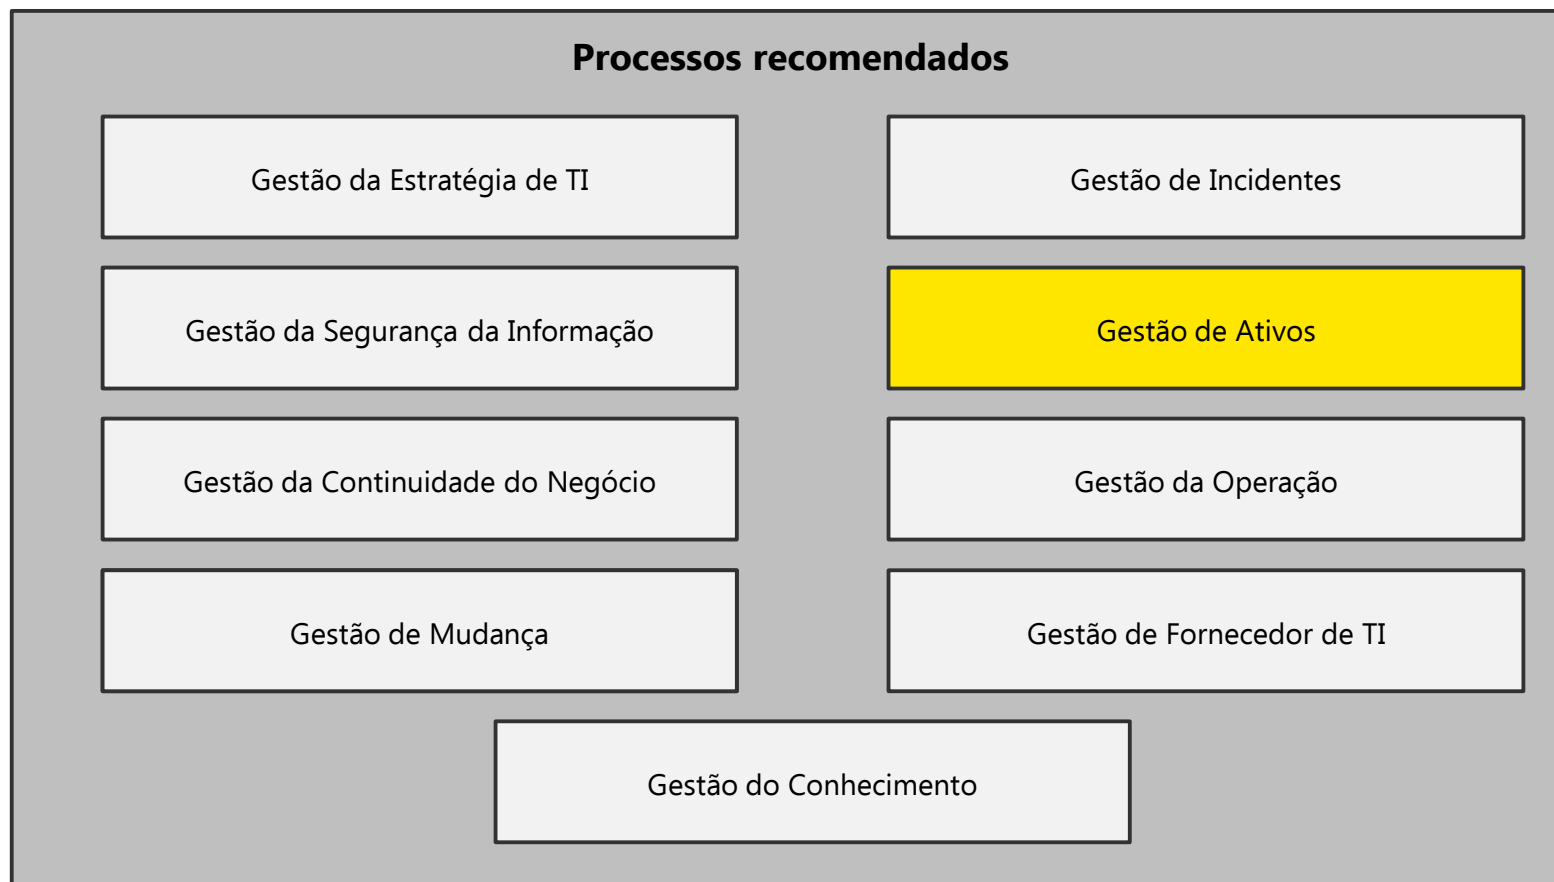 Processos recomendados
Gestão da Estratégia de TI
Gestão de Incidentes
Gestão da Segurança da Informação
Gestão de Ativos
Gestão da Continuidade do Negócio
Gestão da Operação
Gestão de Mudança
Gestão de Fornecedor de TI
Gestão do Conhecimento